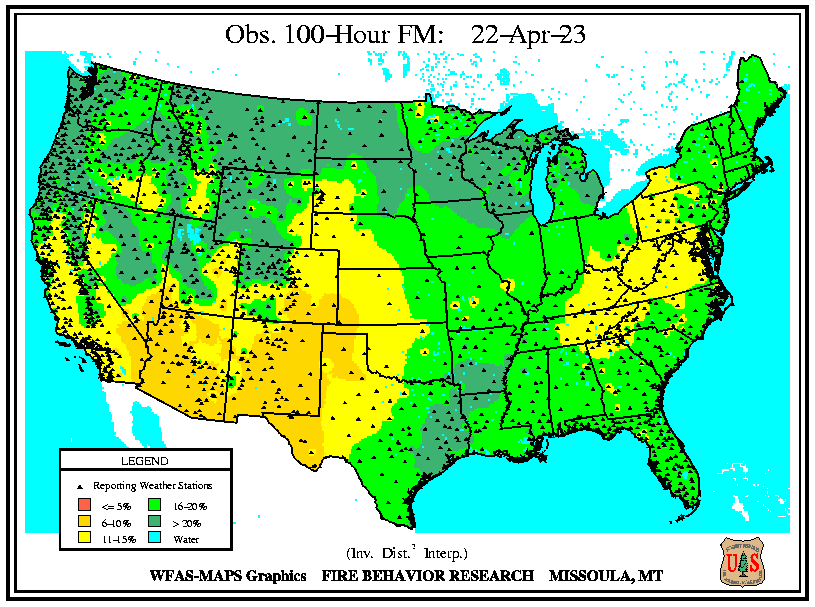 Obs. 100-Hour FM: 22-Apr-23
LEGEND
Reporting Weather Stations
<= 5% 16-20%
6-10% > 20%
11-15% Water
(Inv. Dist.² Interp.)
WFAS-MAPS Graphics FIRE BEHAVIOR RESEARCH MISSOULA, MT
U S